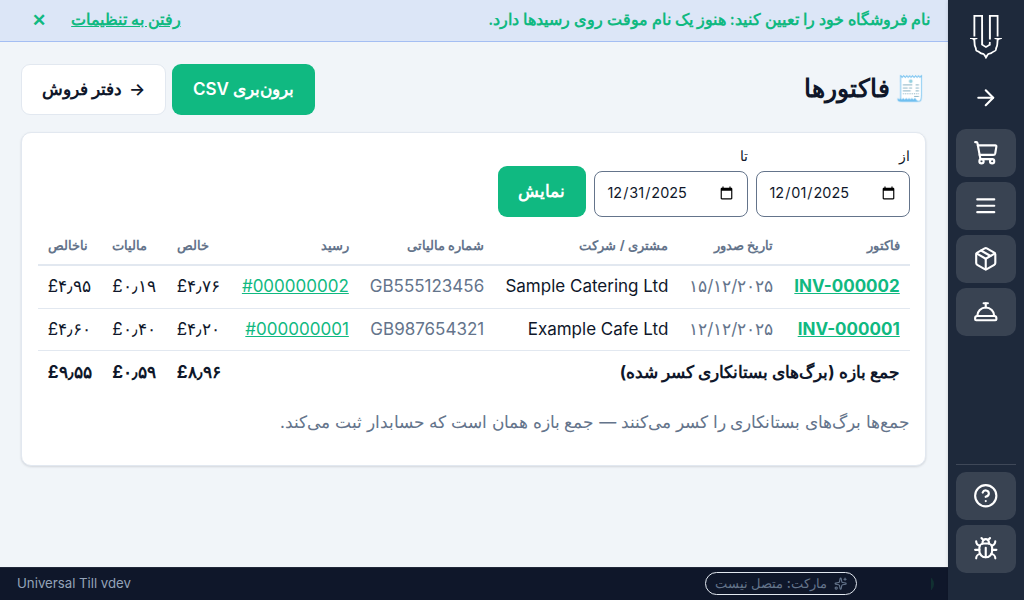 نام فروشگاه خود را تعیین کنید: هنوز یک نام موقت روی رسیدها دارد.
رفتن به تنظیمات ✕
🧾 فاکتورها
برون‌بری CSV
→ دفتر فروش
از
تا
12/01/2025
12/31/2025
نمایش
فاکتور تاریخ صدور مشتری / شرکت شماره مالیاتی رسید خالص مالیات ناخالص
INV-000002 ۱۵/۱۲/۲۰۲۵ Sample Catering Ltd GB555123456 #000000002 £۴٫۷۶ £۰٫۱۹ £۴٫۹۵
INV-000001 ۱۲/۱۲/۲۰۲۵ Example Cafe Ltd GB987654321 #000000001 £۴٫۲۰ £۰٫۴۰ £۴٫۶۰
جمع بازه (برگ‌های بستانکاری کسر شده) £۸٫۹۶ £۰٫۵۹ £۹٫۵۵
جمع‌ها برگ‌های بستانکاری را کسر می‌کنند — جمع بازه همان است که حسابدار ثبت می‌کند.
مارکت: متصل نیست
Universal Till vdev